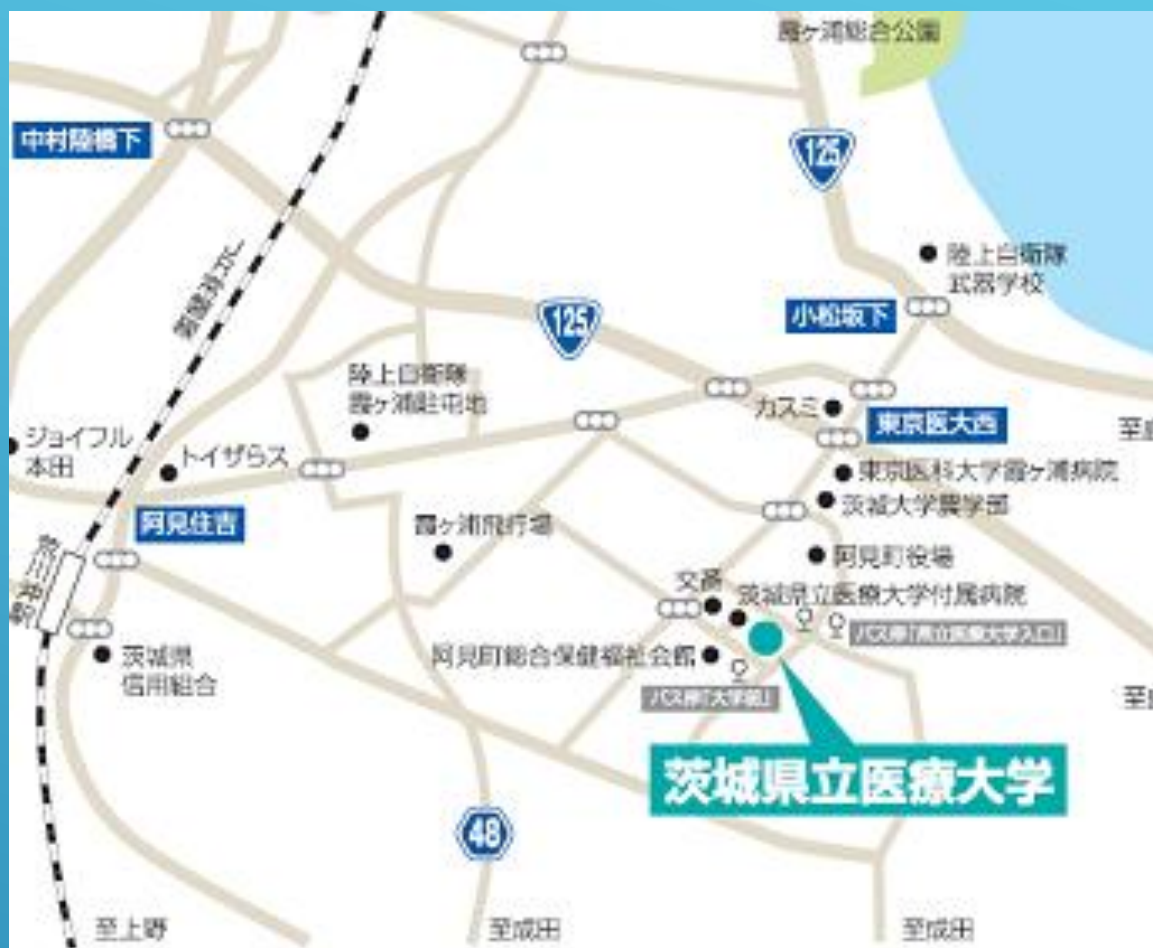 霞ヶ浦総合公園
中村陸橋下
125
JR常磐線
陸上自衛隊
武器学校
小松坂下
125
陸上自衛隊
霞ヶ浦駐屯地
カスミ
東京医大西
ジョイフル
本田
トイザらス
東京医科大学霞ヶ浦病院
茨城大学農学部
阿見住吉
霞ヶ浦飛行場
阿見町役場
荒川沖駅
交番
茨城県立医療大学付属病院
バス停「県立医療大学入口」
茨城県
信用組合
阿見町総合保健福祉会館
バス停「大学前」
茨城県立医療大学
48
至上野
至成田
至成田